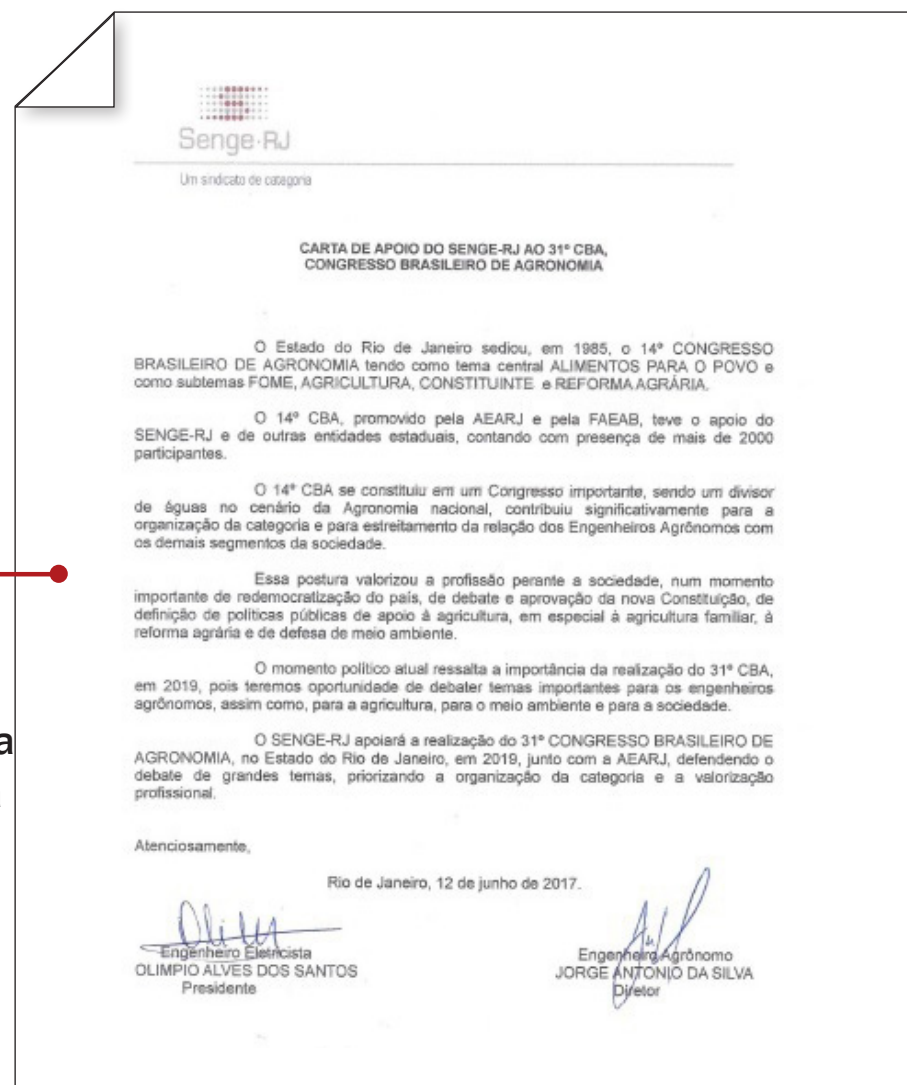 Senge-RJ
Um sindicato de categoria
CARTA DE APOIO DO SENGE-RJ AO 31º CBA,
CONGRESSO BRASILEIRO DE AGRONOMIA
O Estado do Rio de Janeiro sediou, em 1985, o 14º CONGRESSO
BRASILEIRO DE AGRONOMIA tendo como tema central ALIMENTOS PARA O POVO e
como subtemas FOME, AGRICULTURA, CONSTITUINTE e REFORMA AGRÁRIA.
O 14º CBA, promovido pela AEARJ e pela FAEAB, teve o apoio do
SENGE-RJ e de outras entidades estaduais, contando com presença de mais de 2000
participantes.
O 14º CBA se constituiu em um Congresso importante, sendo um divisor
de águas no cenário da Agronomia nacional, contribuiu significativamente para a
organização da categoria e para estreitamento da relação dos Engenheiros Agrônomos com
os demais segmentos da sociedade.
Essa postura valorizou a profissão perante a sociedade, num momento
importante de redemocratização do país, de debate e aprovação da nova Constituição, de
definição de políticas públicas de apoio à agricultura, em especial à agricultura familiar, à
reforma agrária e de defesa de meio ambiente.
O momento político atual ressalta a importância da realização do 31º CBA,
em 2019, pois teremos oportunidade de debater temas importantes para os engenheiros
agrônomos, assim como, para a agricultura, para o meio ambiente e para a sociedade.
a
O SENGE-RJ apoiará a realização do 31º CONGRESSO BRASILEIRO DE
AGRONOMIA, no Estado do Rio de Janeiro, em 2019, junto com a AEARJ, defendendo o
debate de grandes temas, priorizando a organização da categoria e a valorização
profissional.
Atenciosamente,
Rio de Janeiro, 12 de junho de 2017.
Engenheiro Eletricista
OLIMPIO ALVES DOS SANTOS
Presidente
Engenheiro Agrônomo
JORGE ANTONIO DA SILVA
Diretor